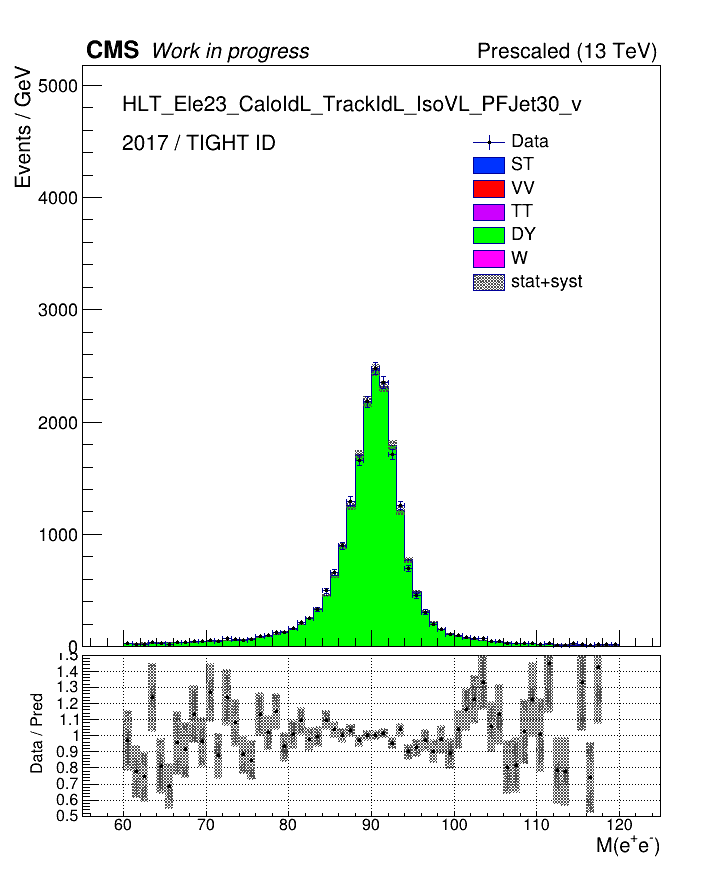 CMS Work in progress Prescaled (13 TeV)
Events / GeV
5000
4000
3000
2000
1000
0
HLT_Ele23_CaloIdL_TrackIdL_IsoVL_PFJet30_v
2017 / TIGHT ID
Data
ST
VV
TT
DY
W
stat+syst
Data / Pred
1.5
1.4
1.3
1.2
1.1
1
0.9
0.8
0.7
0.6
0.5
60 70 80 90 100 110 120
M(e⁺e⁻)